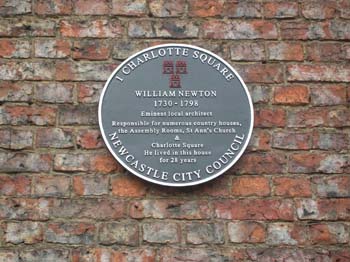 1 CHARLOTTE SQUARE
WILLIAM NEWTON
1730 - 1798
Eminent local architect
Responsible for numerous country houses,
the Assembly Rooms, St Ann's Church
&
Charlotte Square
He lived in this house
for 28 years
NEWCASTLE CITY COUNCIL